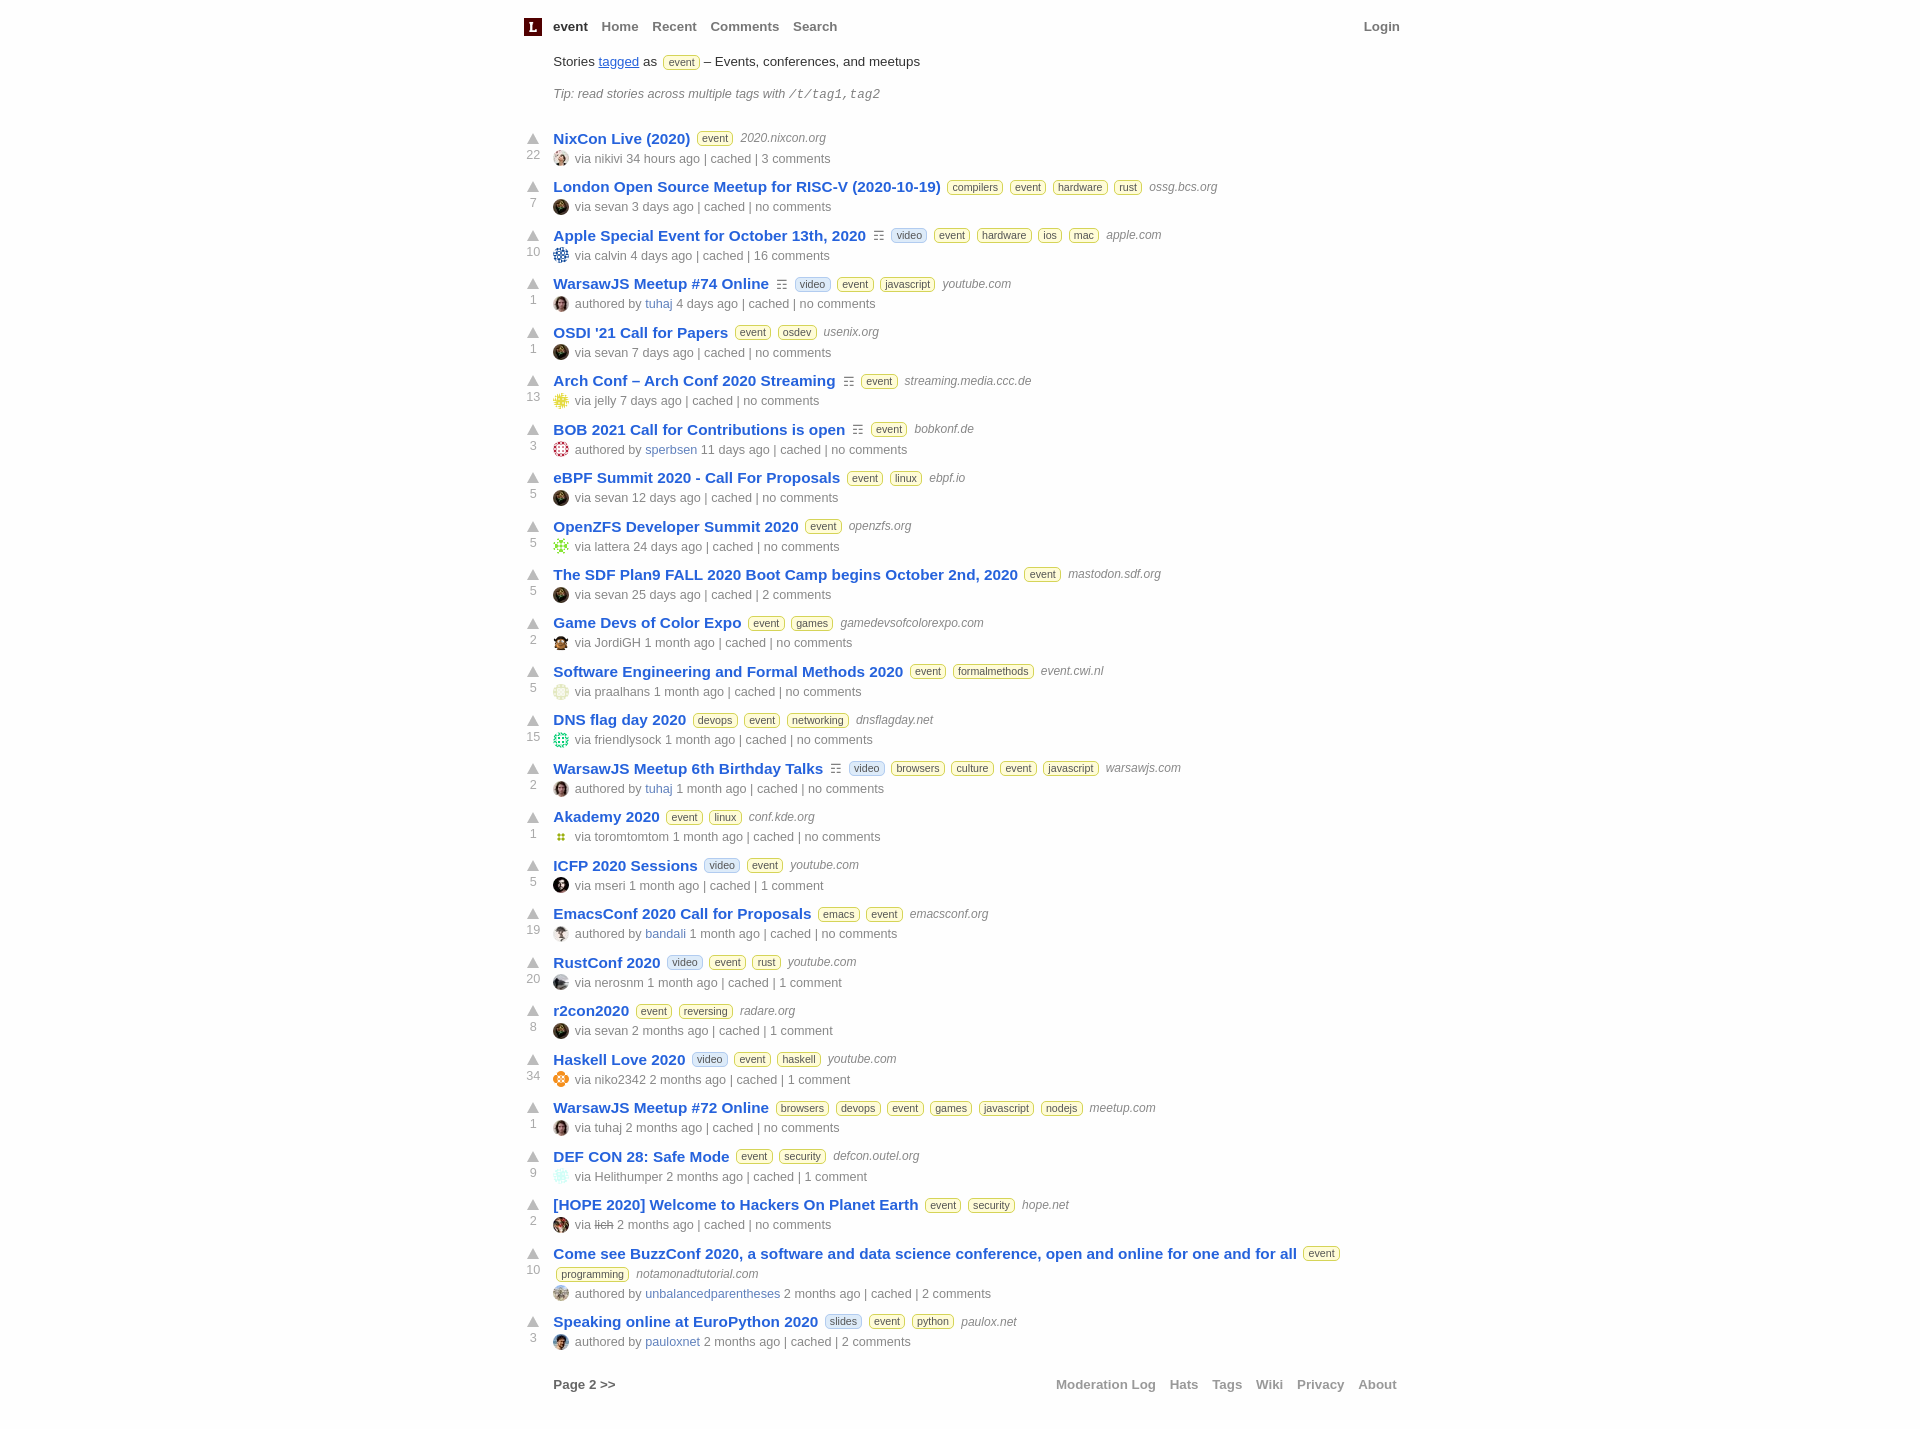 L event Home Recent Comments Search Login
Stories tagged as event – Events, conferences, and meetups
Tip: read stories across multiple tags with /t/tag1,tag2
NixCon Live (2020) event 2020.nixcon.org
22 via nikivi 34 hours ago | cached | 3 comments
London Open Source Meetup for RISC-V (2020-10-19) compilers event hardware rust ossg.bcs.org
7 via sevan 3 days ago | cached | no comments
Apple Special Event for October 13th, 2020 ☶ video event hardware ios mac apple.com
10 via calvin 4 days ago | cached | 16 comments
WarsawJS Meetup #74 Online ☶ video event javascript youtube.com
1 authored by tuhaj 4 days ago | cached | no comments
OSDI '21 Call for Papers event osdev usenix.org
1 via sevan 7 days ago | cached | no comments
Arch Conf – Arch Conf 2020 Streaming ☶ event streaming.media.ccc.de
13 via jelly 7 days ago | cached | no comments
BOB 2021 Call for Contributions is open ☶ event bobkonf.de
3 authored by sperbsen 11 days ago | cached | no comments
eBPF Summit 2020 - Call For Proposals event linux ebpf.io
5 via sevan 12 days ago | cached | no comments
OpenZFS Developer Summit 2020 event openzfs.org
5 via lattera 24 days ago | cached | no comments
The SDF Plan9 FALL 2020 Boot Camp begins October 2nd, 2020 event mastodon.sdf.org
5 via sevan 25 days ago | cached | 2 comments
Game Devs of Color Expo event games gamedevsofcolorexpo.com
2 via JordiGH 1 month ago | cached | no comments
Software Engineering and Formal Methods 2020 event formalmethods event.cwi.nl
5 via praalhans 1 month ago | cached | no comments
DNS flag day 2020 devops event networking dnsflagday.net
15 via friendlysock 1 month ago | cached | no comments
WarsawJS Meetup 6th Birthday Talks ☶ video browsers culture event javascript warsawjs.com
2 authored by tuhaj 1 month ago | cached | no comments
Akademy 2020 event linux conf.kde.org
1 via toromtomtom 1 month ago | cached | no comments
ICFP 2020 Sessions video event youtube.com
5 via mseri 1 month ago | cached | 1 comment
EmacsConf 2020 Call for Proposals emacs event emacsconf.org
19 authored by bandali 1 month ago | cached | no comments
RustConf 2020 video event rust youtube.com
20 via nerosnm 1 month ago | cached | 1 comment
r2con2020 event reversing radare.org
8 via sevan 2 months ago | cached | 1 comment
Haskell Love 2020 video event haskell youtube.com
34 via niko2342 2 months ago | cached | 1 comment
WarsawJS Meetup #72 Online browsers devops event games javascript nodejs meetup.com
1 via tuhaj 2 months ago | cached | no comments
DEF CON 28: Safe Mode event security defcon.outel.org
9 via Helithumper 2 months ago | cached | 1 comment
[HOPE 2020] Welcome to Hackers On Planet Earth event security hope.net
2 via lich 2 months ago | cached | no comments
Come see BuzzConf 2020, a software and data science conference, open and online for one and for all event
10 programming notamonadtutorial.com
authored by unbalancedparentheses 2 months ago | cached | 2 comments
Speaking online at EuroPython 2020 slides event python paulox.net
3 authored by pauloxnet 2 months ago | cached | 2 comments
Page 2 >> Moderation Log Hats Tags Wiki Privacy About